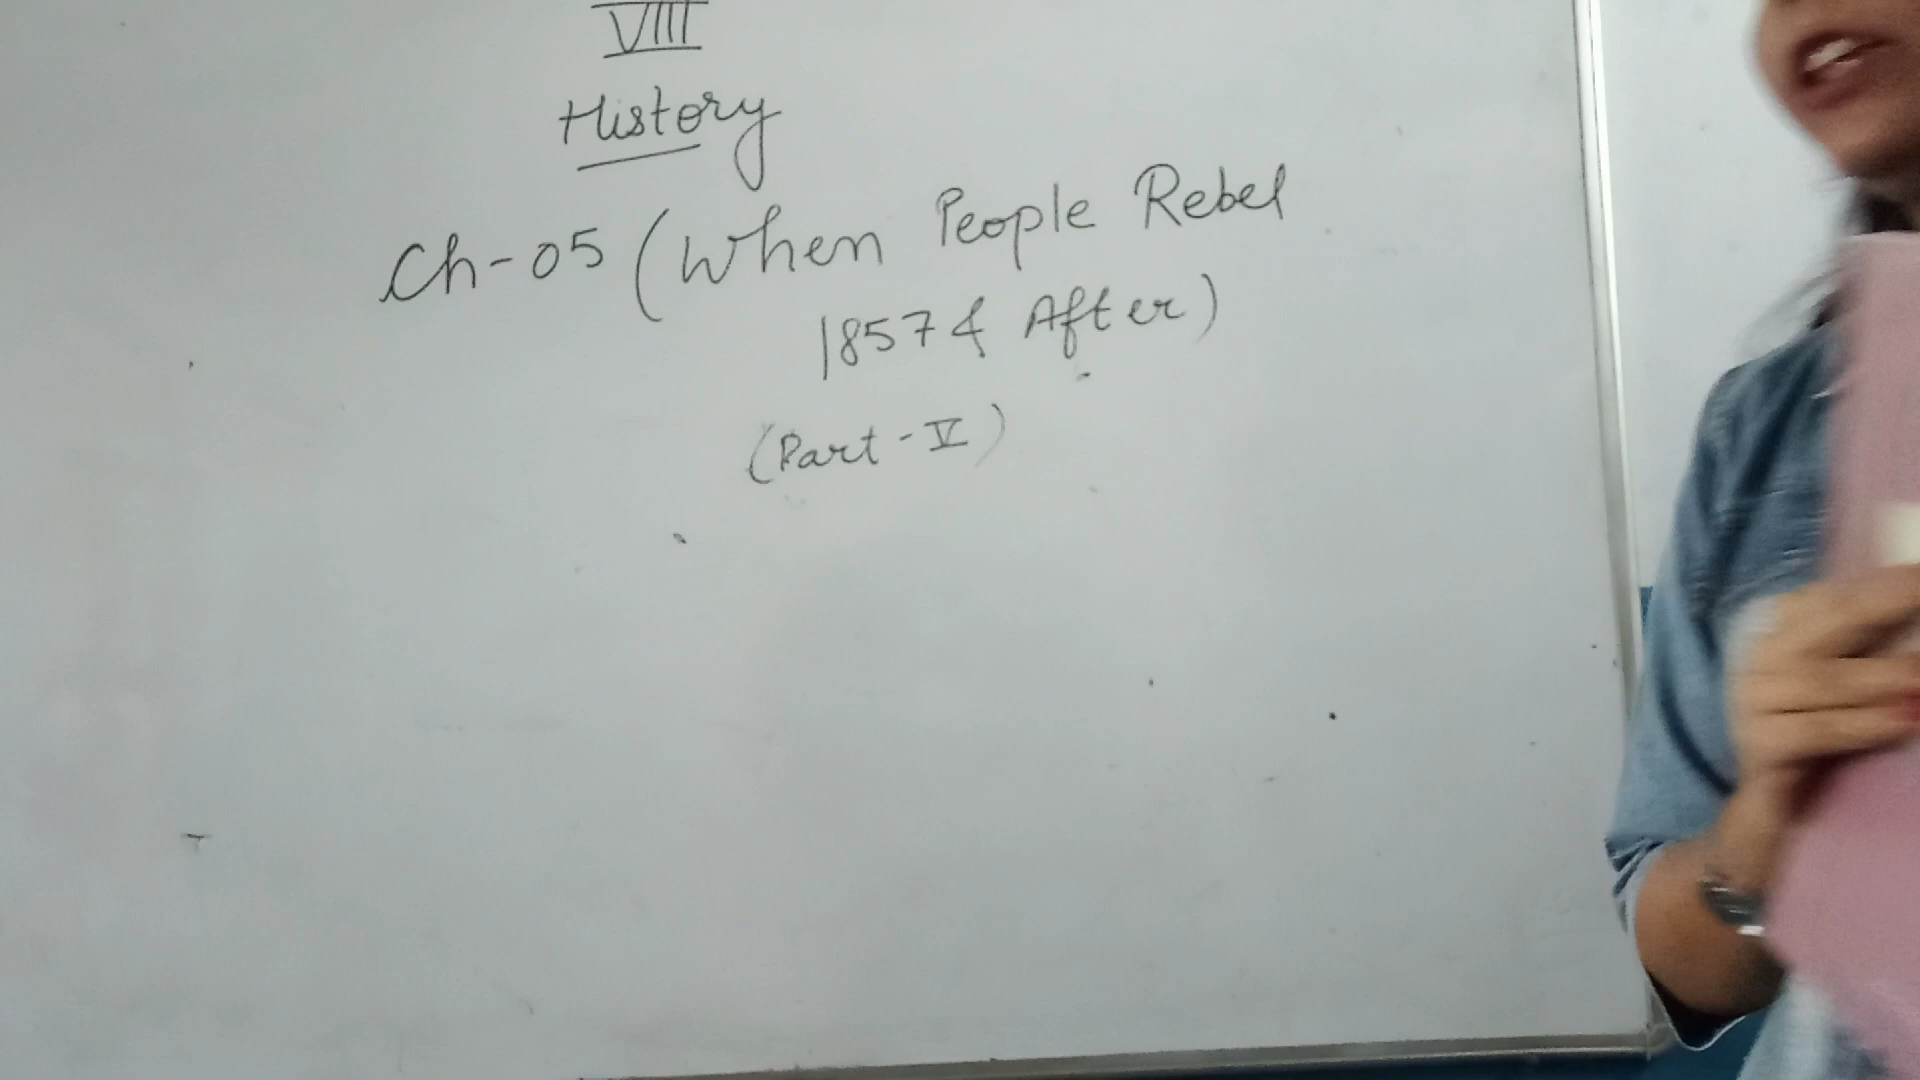 VIII
History
Ch-05 (When People Rebel
1857 & After)
(Part-V)